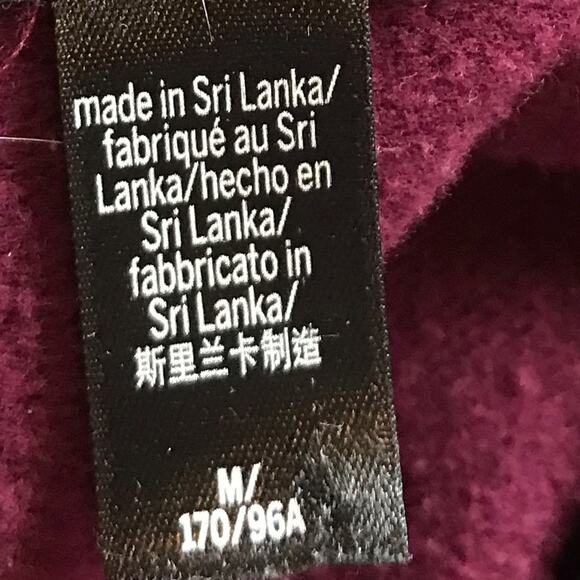 made in Sri Lanka/
fabriqué au Sri
Lanka/hecho en
Sri Lanka/
fabbricato in
Sri Lanka/
斯里兰卡制造
M/
170/96A